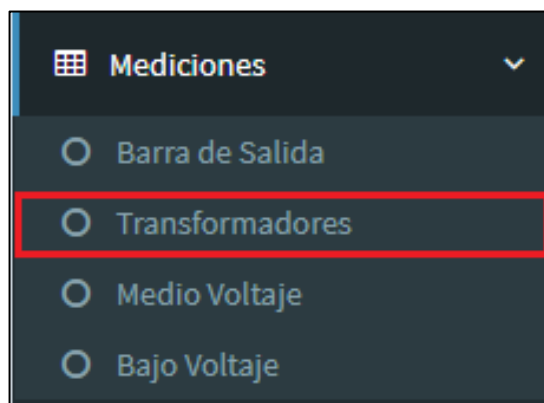 Mediciones
Barra de Salida
Transformadores
Medio Voltaje
Bajo Voltaje